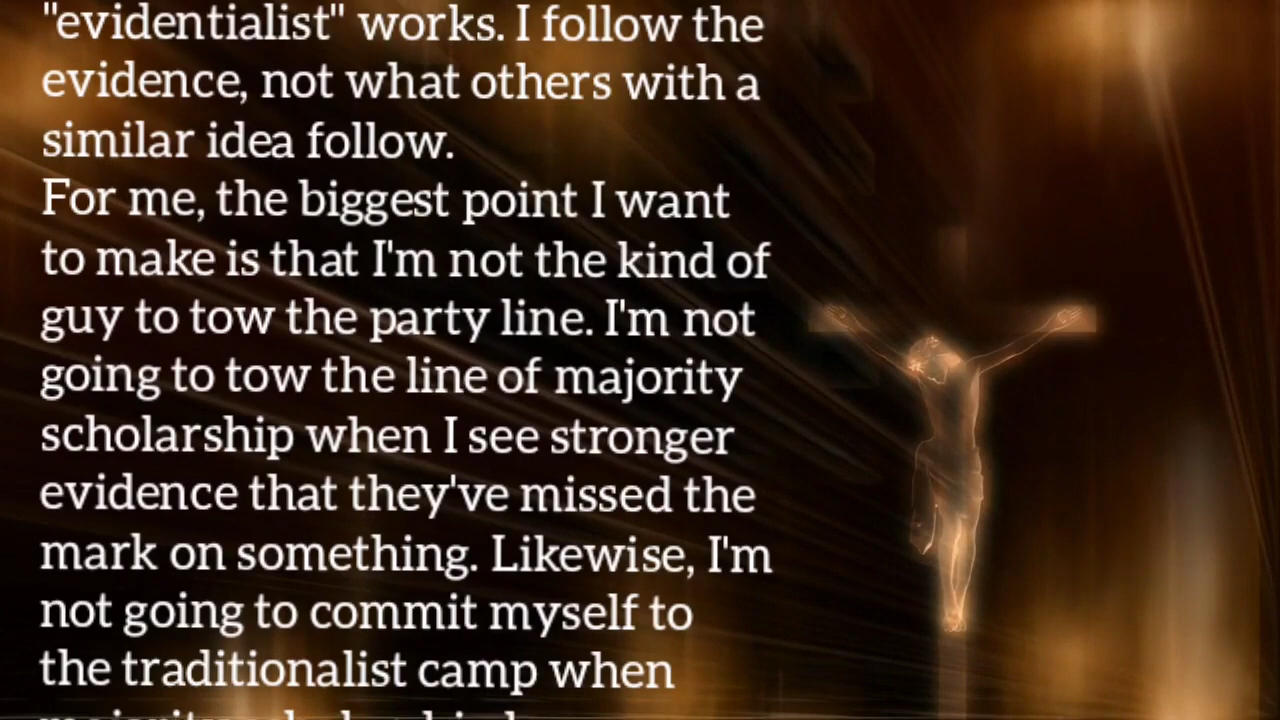 "evidentialist" works. I follow the
evidence, not what others with a
similar idea follow.
For me, the biggest point I want
to make is that I'm not the kind of
guy to tow the party line. I'm not
going to tow the line of majority
scholarship when I see stronger
evidence that they've missed the
mark on something. Likewise, I'm
not going to commit myself to
the traditionalist camp when